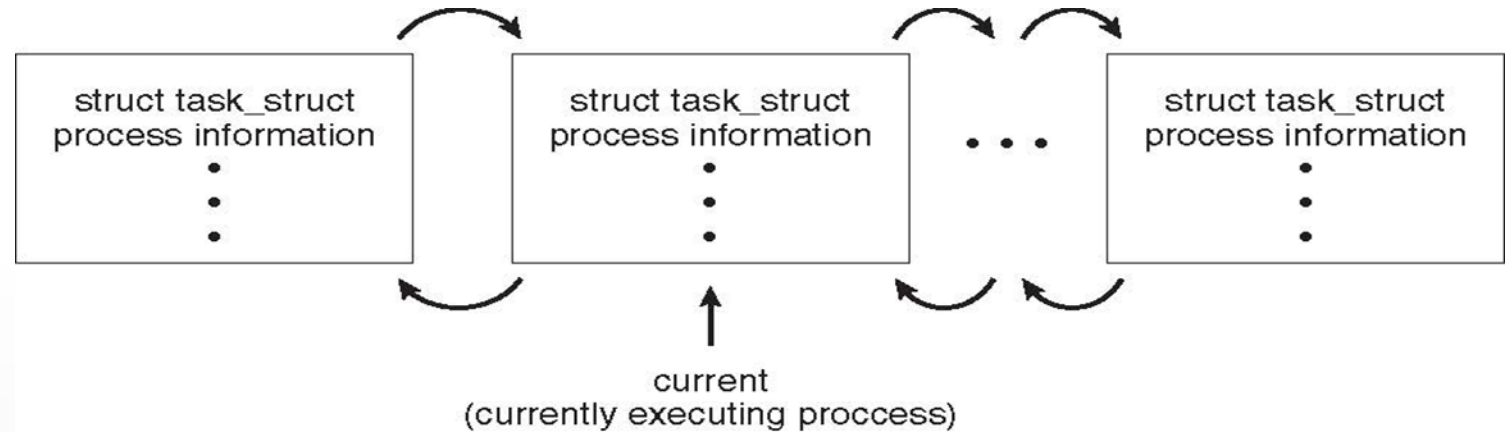 struct task_struct
process information
struct task_struct
process information
struct task_struct
process information
current
(currently executing proccess)